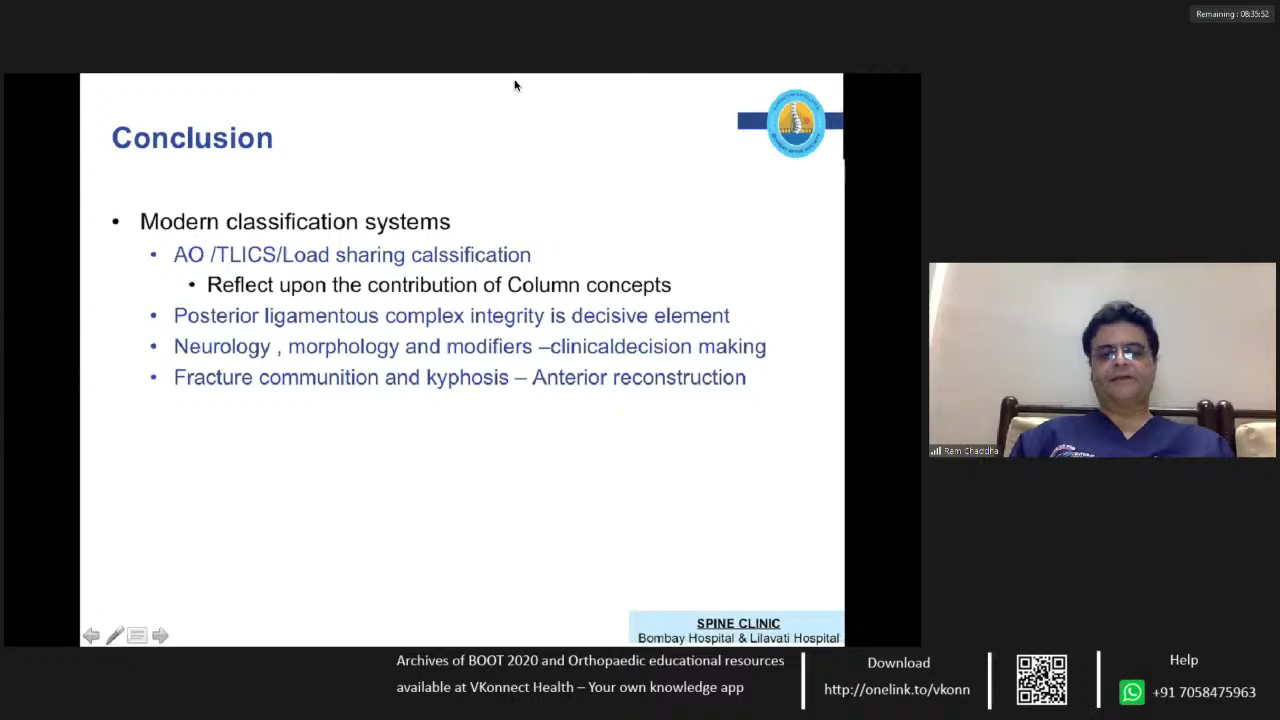 Remaining : 08:35:52
Conclusion
• Modern classification systems
• AO /TLICS/Load sharing calssification
• Reflect upon the contribution of Column concepts
• Posterior ligamentous complex integrity is decisive element
• Neurology , morphology and modifiers –clinicaldecision making
• Fracture communition and kyphosis – Anterior reconstruction
Ram Chaddha
SPINE CLINIC
Bombay Hospital & Lilavati Hospital
Archives of BOOT 2020 and Orthopaedic educational resources
available at VKonnect Health – Your own knowledge app
Download
http://onelink.to/vkonn
Help
+91 7058475963